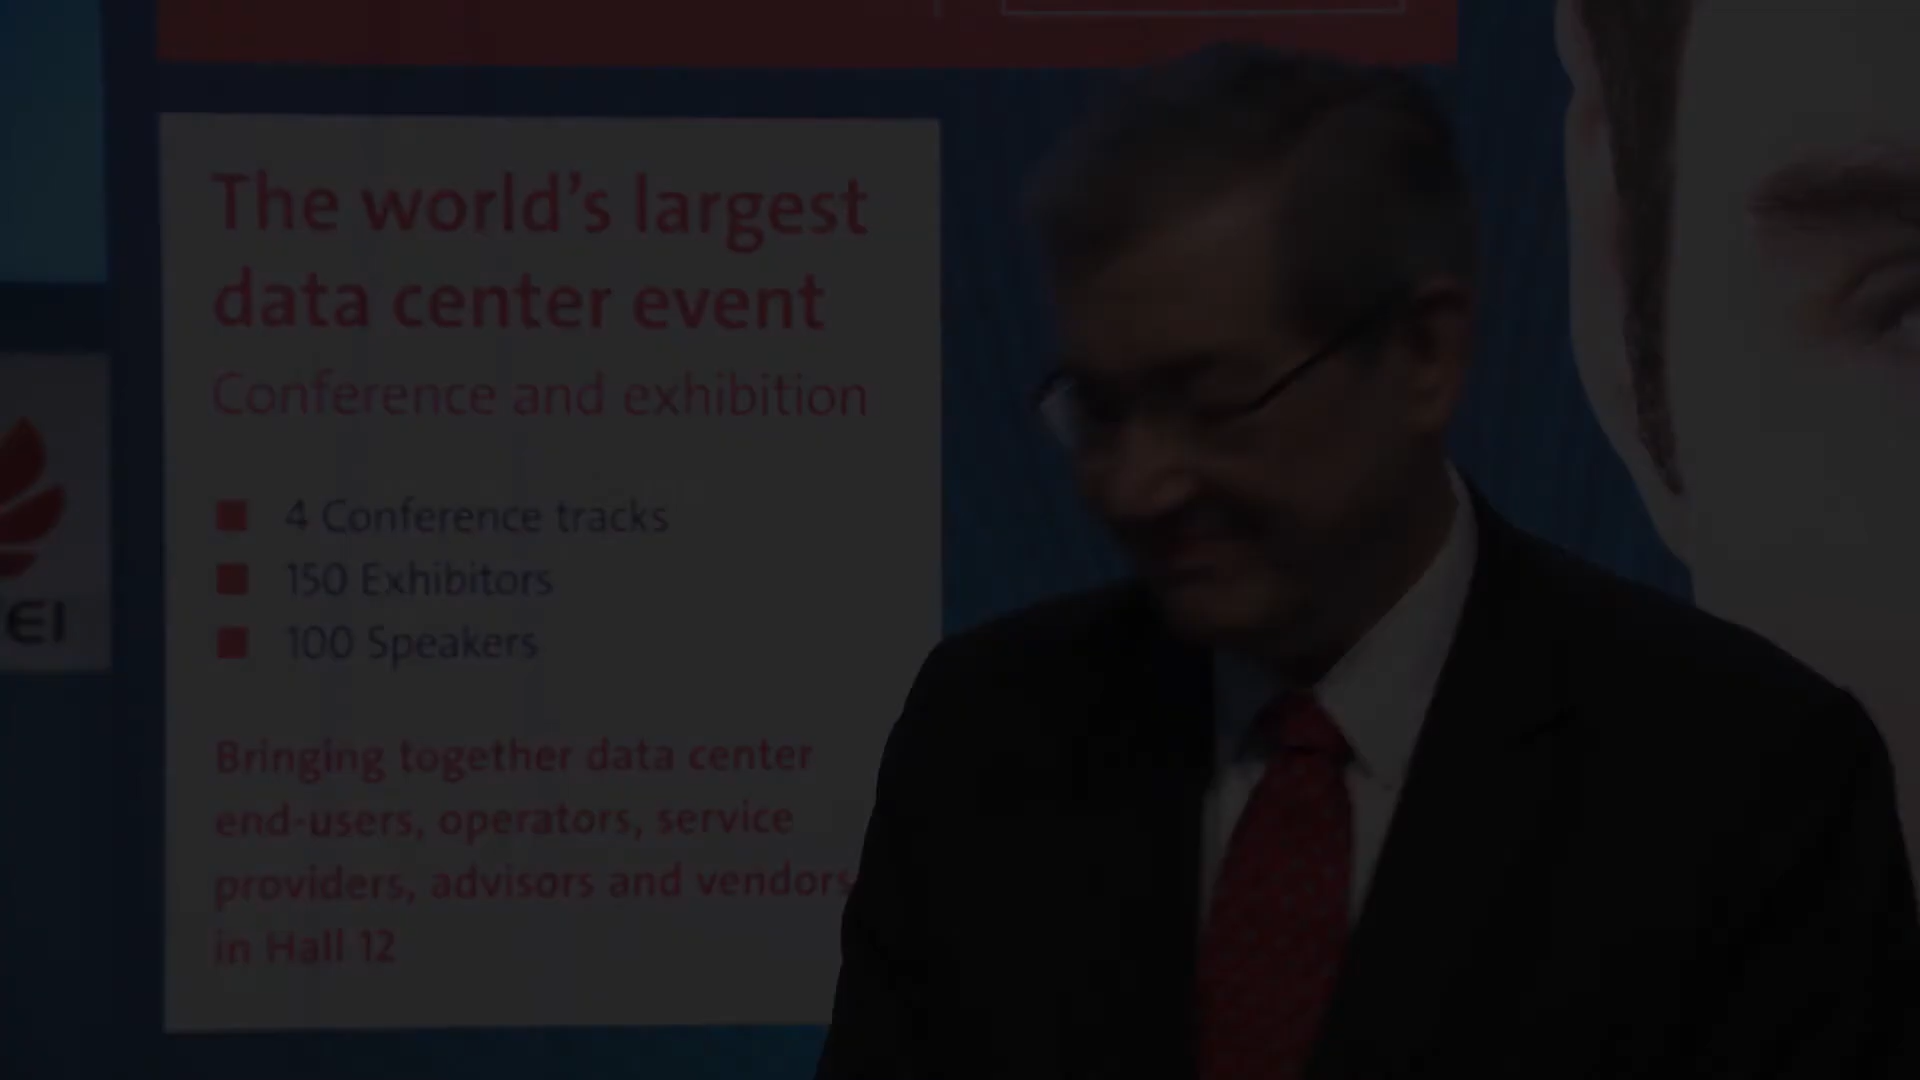 The world's largest
data center event
Conference and exhibition
4 Conference tracks
150 Exhibitors
100 Speakers
Bringing together data center
end-users, operators, service
providers, advisors and vendors
in Hall 12
EI